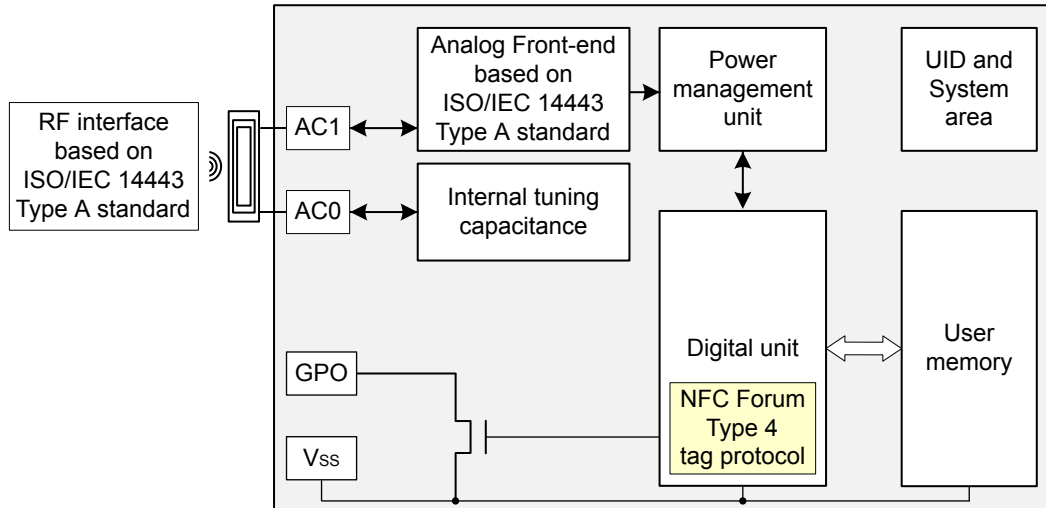 RF interface
based on
ISO/IEC 14443
Type A standard
AC1
AC0
Analog Front-end
based on
ISO/IEC 14443
Type A standard
Internal tuning
capacitance
Power
management
unit
UID and
System
area
Digital unit
NFC Forum
Type 4
tag protocol
User
memory
GPO
VSS